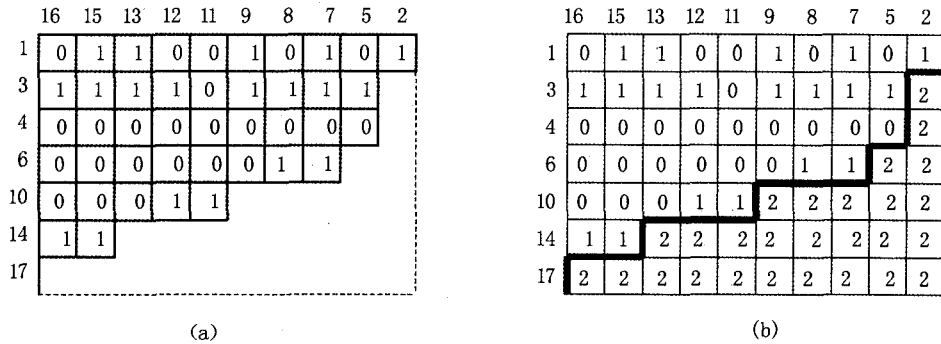 16 15 13 12 11 9 8 7 5 2
1 0 1 1 0 0 1 0 1 0 1
3 1 1 1 1 0 1 1 1 1
4 0 0 0 0 0 0 0 0 0
6 0 0 0 0 0 0 1 1
10 0 0 0 1 1
14 1 1
17
(a)
16 15 13 12 11 9 8 7 5 2
1 0 1 1 0 0 1 0 1 0 1
3 1 1 1 1 0 1 1 1 1 2
4 0 0 0 0 0 0 0 0 0 2
6 0 0 0 0 0 0 1 1 2 2
10 0 0 0 1 1 2 2 2 2 2
14 1 1 2 2 2 2 2 2 2 2
17 2 2 2 2 2 2 2 2 2 2
(b)